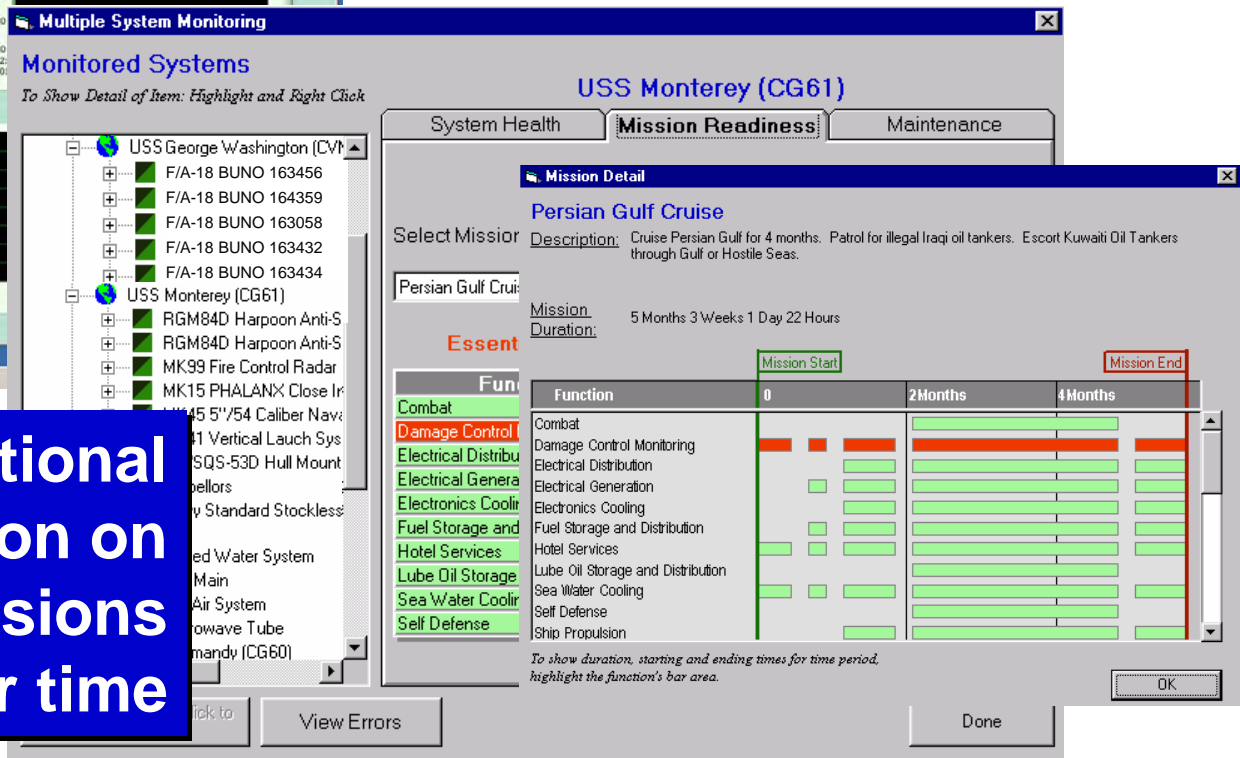 Multiple System Monitoring
Monitored Systems
To Show Detail of Item: Highlight and Right Click
USS George Washington (CVN
F/A-18 BUNO 163456
F/A-18 BUNO 164359
F/A-18 BUNO 163058
F/A-18 BUNO 163432
F/A-18 BUNO 163434
USS Monterey (CG61)
RGM84D Harpoon Anti-S
RGM84D Harpoon Anti-S
MK99 Fire Control Radar
MK15 PHALANX Close In
45 5"/54 Caliber Nava
41 Vertical Lauch Sys
SQS-53D Hull Mount
pellors
y Standard Stockless
ed Water System
Main
Air System
rowave Tube
mandy (CG60)
tional
on on
sions
r time
ick to
View Errors
USS Monterey (CG61)
System Health
Mission Readiness
Maintenance
Select Mission
Persian Gulf Crui
Essent
Fun
Combat
Damage Control
Electrical Distribu
Electrical Genera
Electronics Coolin
Fuel Storage and
Hotel Services
Lube Oil Storage
Sea Water Coolin
Self Defense
Done
Mission Detail
Persian Gulf Cruise
Description: Cruise Persian Gulf for 4 months. Patrol for illegal Iraqi oil tankers. Escort Kuwaiti Oil Tankers
through Gulf or Hostile Seas.
Mission
Duration: 5 Months 3 Weeks 1 Day 22 Hours
Mission Start Mission End
Function 0 2Months 4Months
Combat
Damage Control Monitoring
Electrical Distribution
Electrical Generation
Electronics Cooling
Fuel Storage and Distribution
Hotel Services
Lube Oil Storage and Distribution
Sea Water Cooling
Self Defense
Ship Propulsion
To show duration, starting and ending times for time period,
highlight the function's bar area.
OK